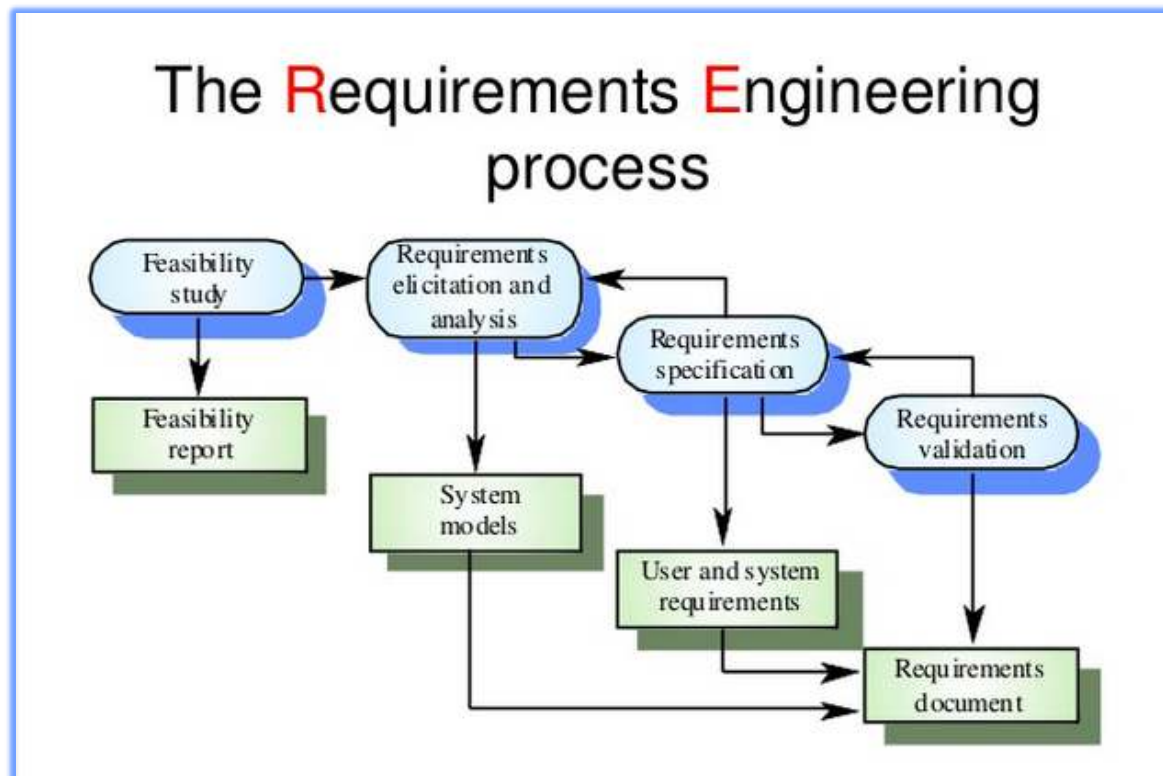 The Requirements Engineering
process
Feasibility
study
Requirements
elicitation and
analysis
Requirements
specification
Requirements
validation
Feasibility
report
System
models
User and system
requirements
Requirements
document